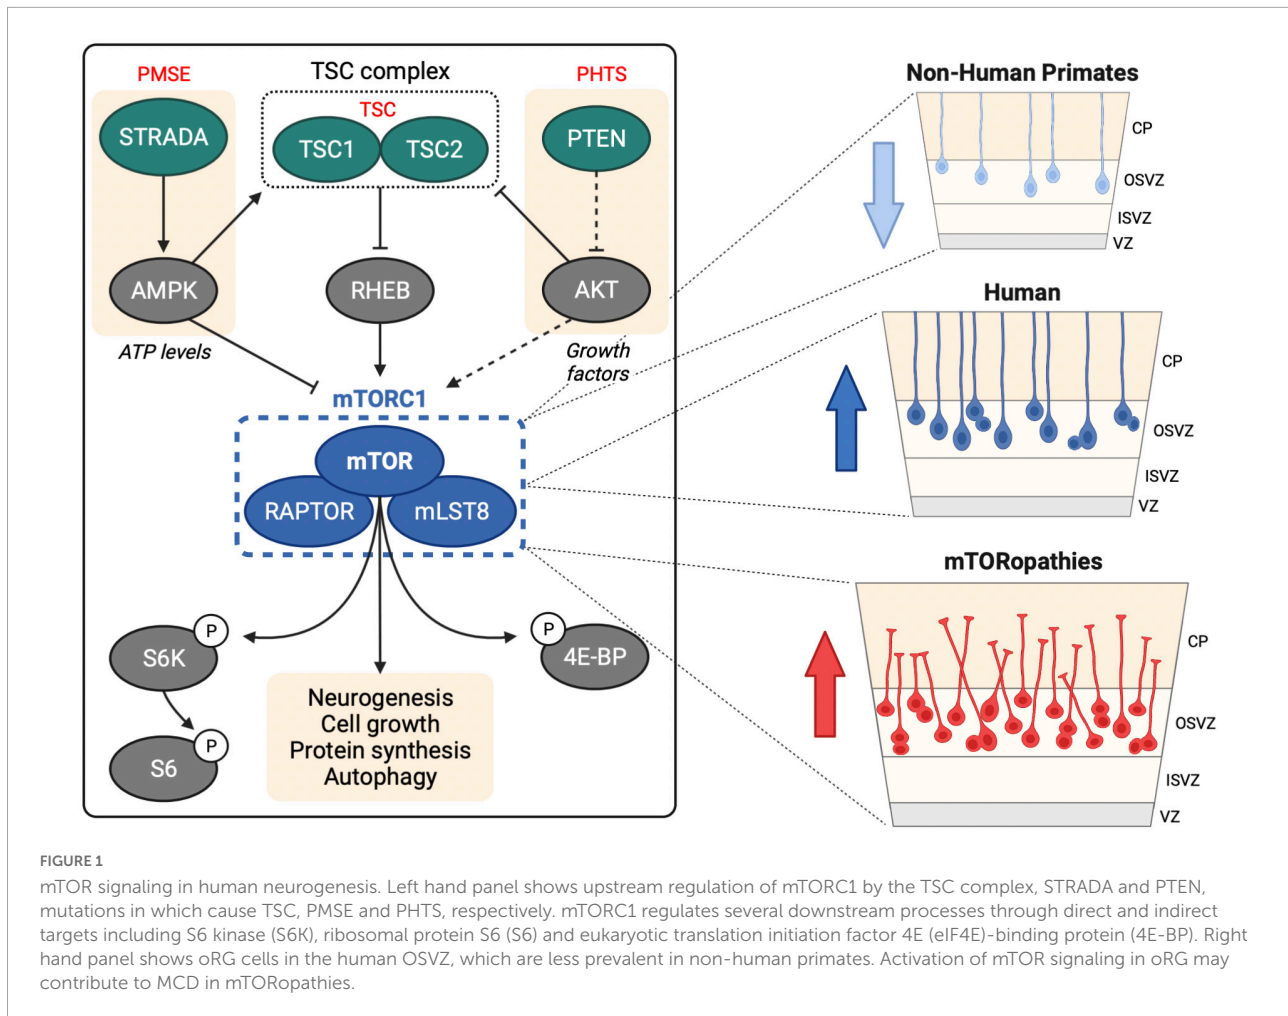 PMSE
TSC complex
PHTS
TSC
STRADA
TSC1
TSC2
PTEN
AMPK
RHEB
AKT
ATP levels
Growth
factors
mTORC1
mTOR
RAPTOR
mLST8
P
S6K
P
4E-BP
P
S6
Neurogenesis
Cell growth
Protein synthesis
Autophagy
Non-Human Primates
CP
OSVZ
ISVZ
VZ
Human
CP
OSVZ
ISVZ
VZ
mTORopathies
CP
OSVZ
ISVZ
VZ
FIGURE 1
mTOR signaling in human neurogenesis. Left hand panel shows upstream regulation of mTORC1 by the TSC complex, STRADA and PTEN,
mutations in which cause TSC, PMSE and PHTS, respectively. mTORC1 regulates several downstream processes through direct and indirect
targets including S6 kinase (S6K), ribosomal protein S6 (S6) and eukaryotic translation initiation factor 4E (eIF4E)-binding protein (4E-BP). Right
hand panel shows oRG cells in the human OSVZ, which are less prevalent in non-human primates. Activation of mTOR signaling in oRG may
contribute to MCD in mTORopathies.